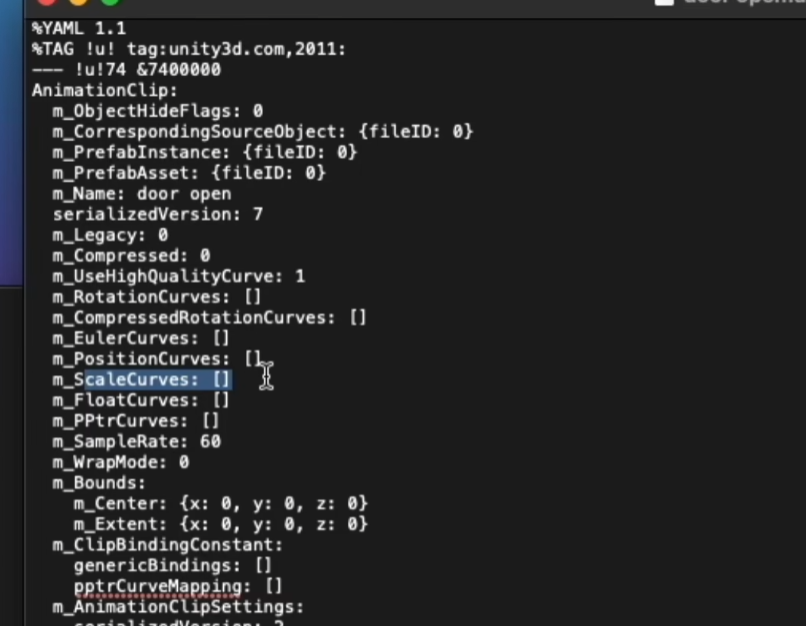 %YAML 1.1
%TAG !u! tag:unity3d.com,2011:
--- !u!74 &7400000
AnimationClip:
m_ObjectHideFlags: 0
m_CorrespondingSourceObject: {fileID: 0}
m_PrefabInstance: {fileID: 0}
m_PrefabAsset: {fileID: 0}
m_Name: door open
serializedVersion: 7
m_Legacy: 0
m_Compressed: 0
m_UseHighQualityCurve: 1
m_RotationCurves: []
m_CompressedRotationCurves: []
m_EulerCurves: []
m_PositionCurves: []
m_ScaleCurves: []
m_FloatCurves: []
m_PPtrCurves: []
m_SampleRate: 60
m_WrapMode: 0
m_Bounds:
m_Center: {x: 0, y: 0, z: 0}
m_Extent: {x: 0, y: 0, z: 0}
m_ClipBindingConstant:
genericBindings: []
pptrCurveMapping: []
m_AnimationClipSettings: